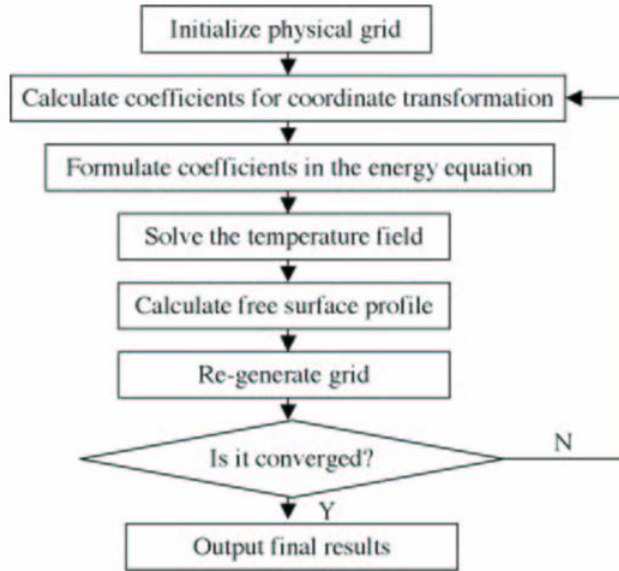 Initialize physical grid
Calculate coefficients for coordinate transformation
Formulate coefficients in the energy equation
Solve the temperature field
Calculate free surface profile
Re-generate grid
Is it converged?
N
Y
Output final results